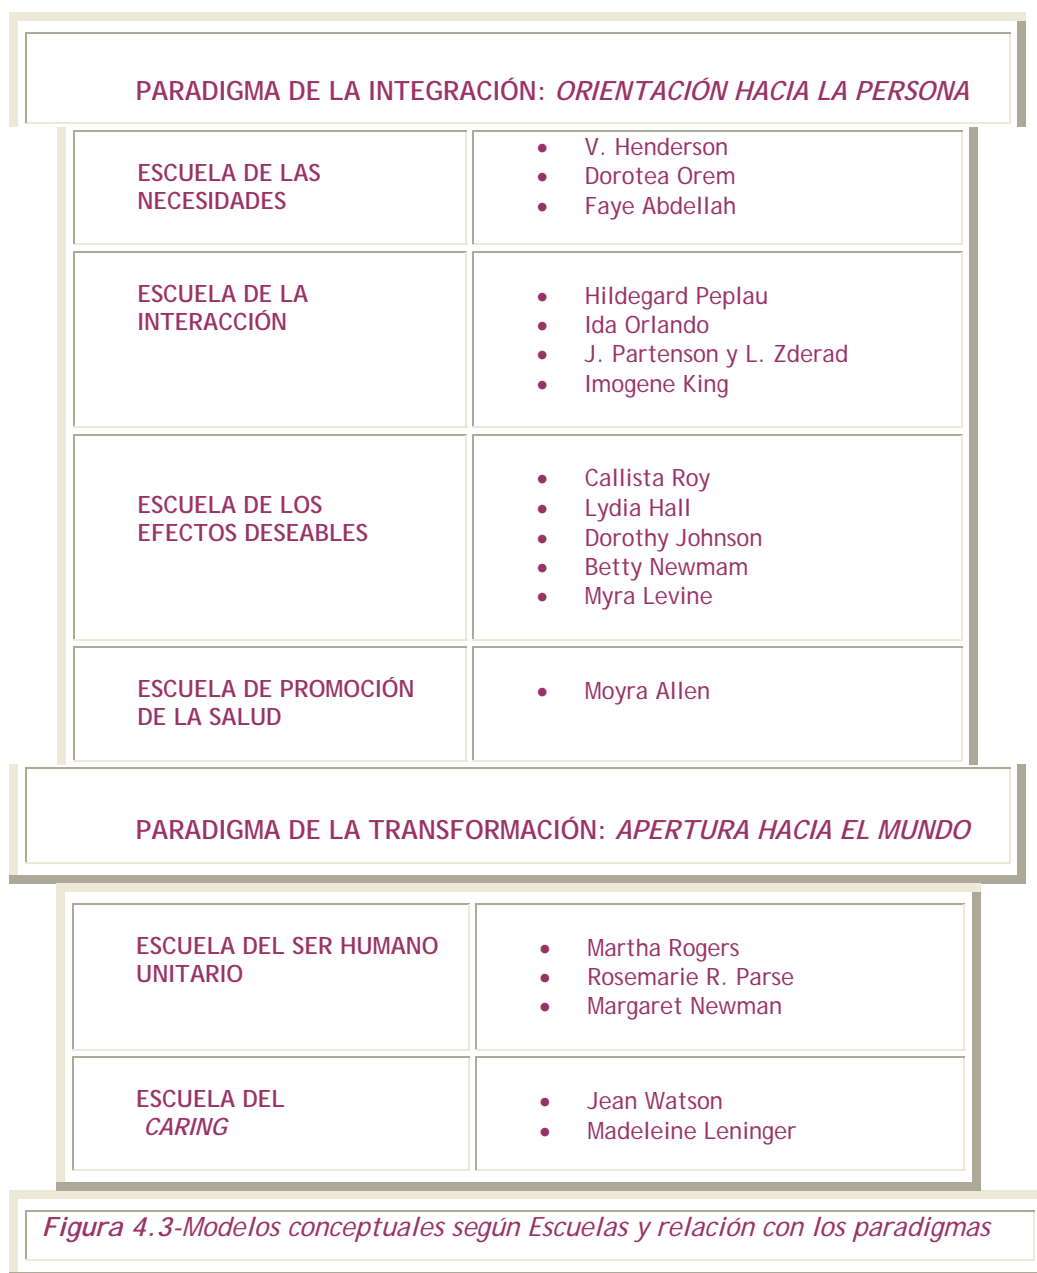 PARADIGMA DE LA INTEGRACIÓN: ORIENTACIÓN HACIA LA PERSONA
ESCUELA DE LAS
NECESIDADES
• V. Henderson
• Dorotea Orem
• Faye Abdellah
ESCUELA DE LA
INTERACCIÓN
• Hildegard Peplau
• Ida Orlando
• J. Partenson y L. Zderad
• Imogene King
ESCUELA DE LOS
EFECTOS DESEABLES
• Callista Roy
• Lydia Hall
• Dorothy Johnson
• Betty Newmam
• Myra Levine
ESCUELA DE PROMOCIÓN
DE LA SALUD
• Moyra Allen
PARADIGMA DE LA TRANSFORMACIÓN: APERTURA HACIA EL MUNDO
ESCUELA DEL SER HUMANO
UNITARIO
• Martha Rogers
• Rosemarie R. Parse
• Margaret Newman
ESCUELA DEL
CARING
• Jean Watson
• Madeleine Leninger
Figura 4.3-Modelos conceptuales según Escuelas y relación con los paradigmas